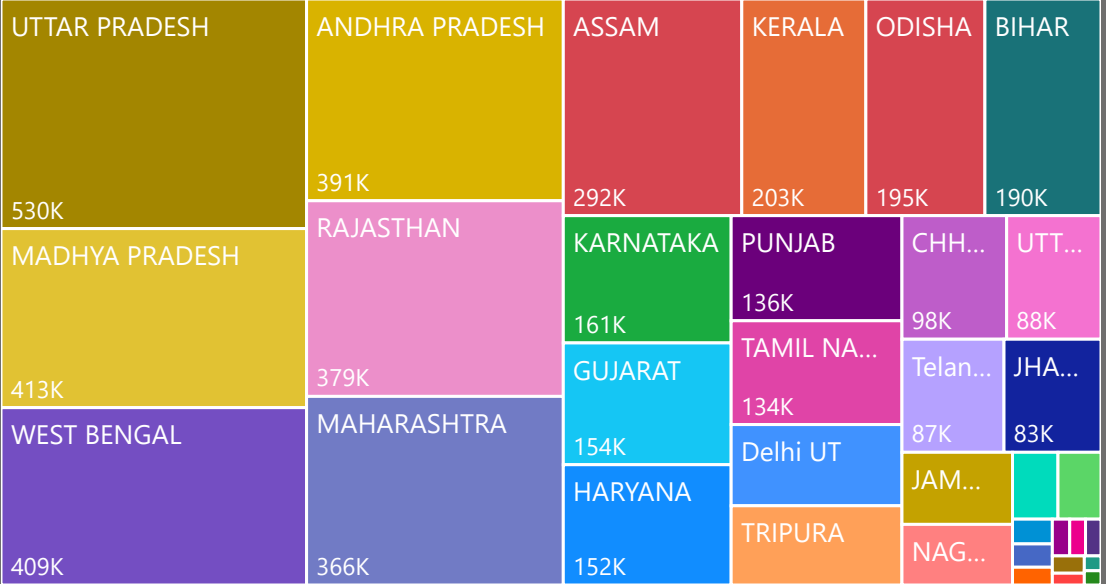 UTTAR PRADESH
530K
MADHYA PRADESH
413K
WEST BENGAL
409K
ANDHRA PRADESH
391K
RAJASTHAN
379K
MAHARASHTRA
366K
ASSAM
292K
KERALA
203K
ODISHA
195K
BIHAR
190K
KARNATAKA
161K
GUJARAT
154K
HARYANA
152K
PUNJAB
136K
TAMIL NA...
134K
Delhi UT
TRIPURA
CHH...
98K
UTT...
88K
Telan...
87K
JHA...
83K
JAM...
NAG...